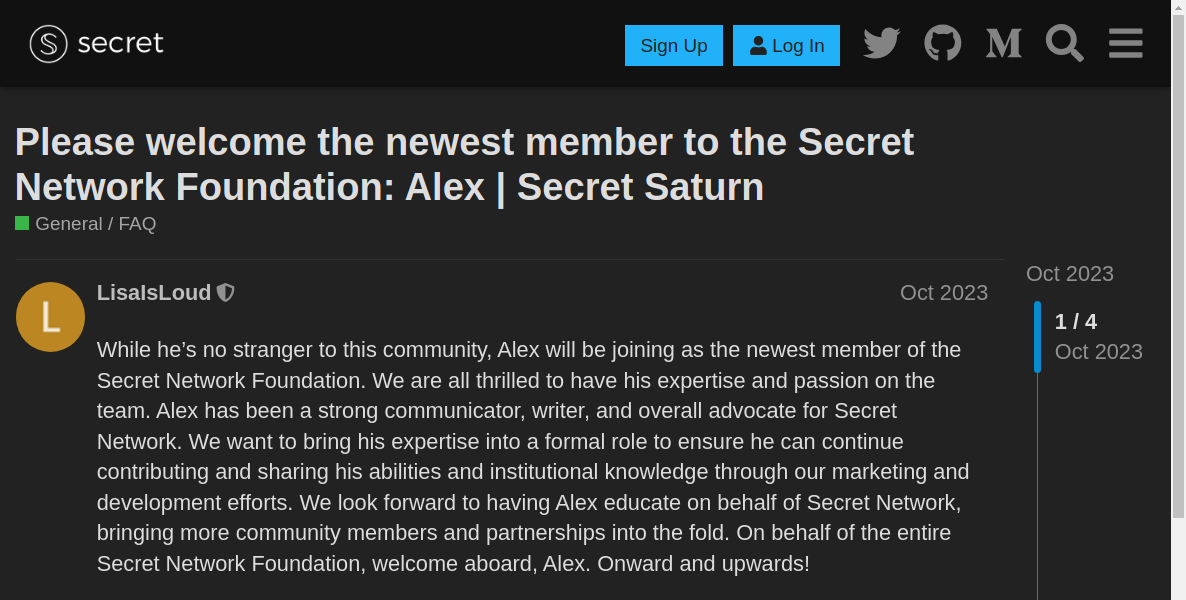 secret
Sign Up
Log In
Please welcome the newest member to the Secret
Network Foundation: Alex | Secret Saturn
General / FAQ
L
LisaIsLoud
Oct 2023
While he’s no stranger to this community, Alex will be joining as the newest member of the
Secret Network Foundation. We are all thrilled to have his expertise and passion on the
team. Alex has been a strong communicator, writer, and overall advocate for Secret
Network. We want to bring his expertise into a formal role to ensure he can continue
contributing and sharing his abilities and institutional knowledge through our marketing and
development efforts. We look forward to having Alex educate on behalf of Secret Network,
bringing more community members and partnerships into the fold. On behalf of the entire
Secret Network Foundation, welcome aboard, Alex. Onward and upwards!
Oct 2023
1 / 4
Oct 2023